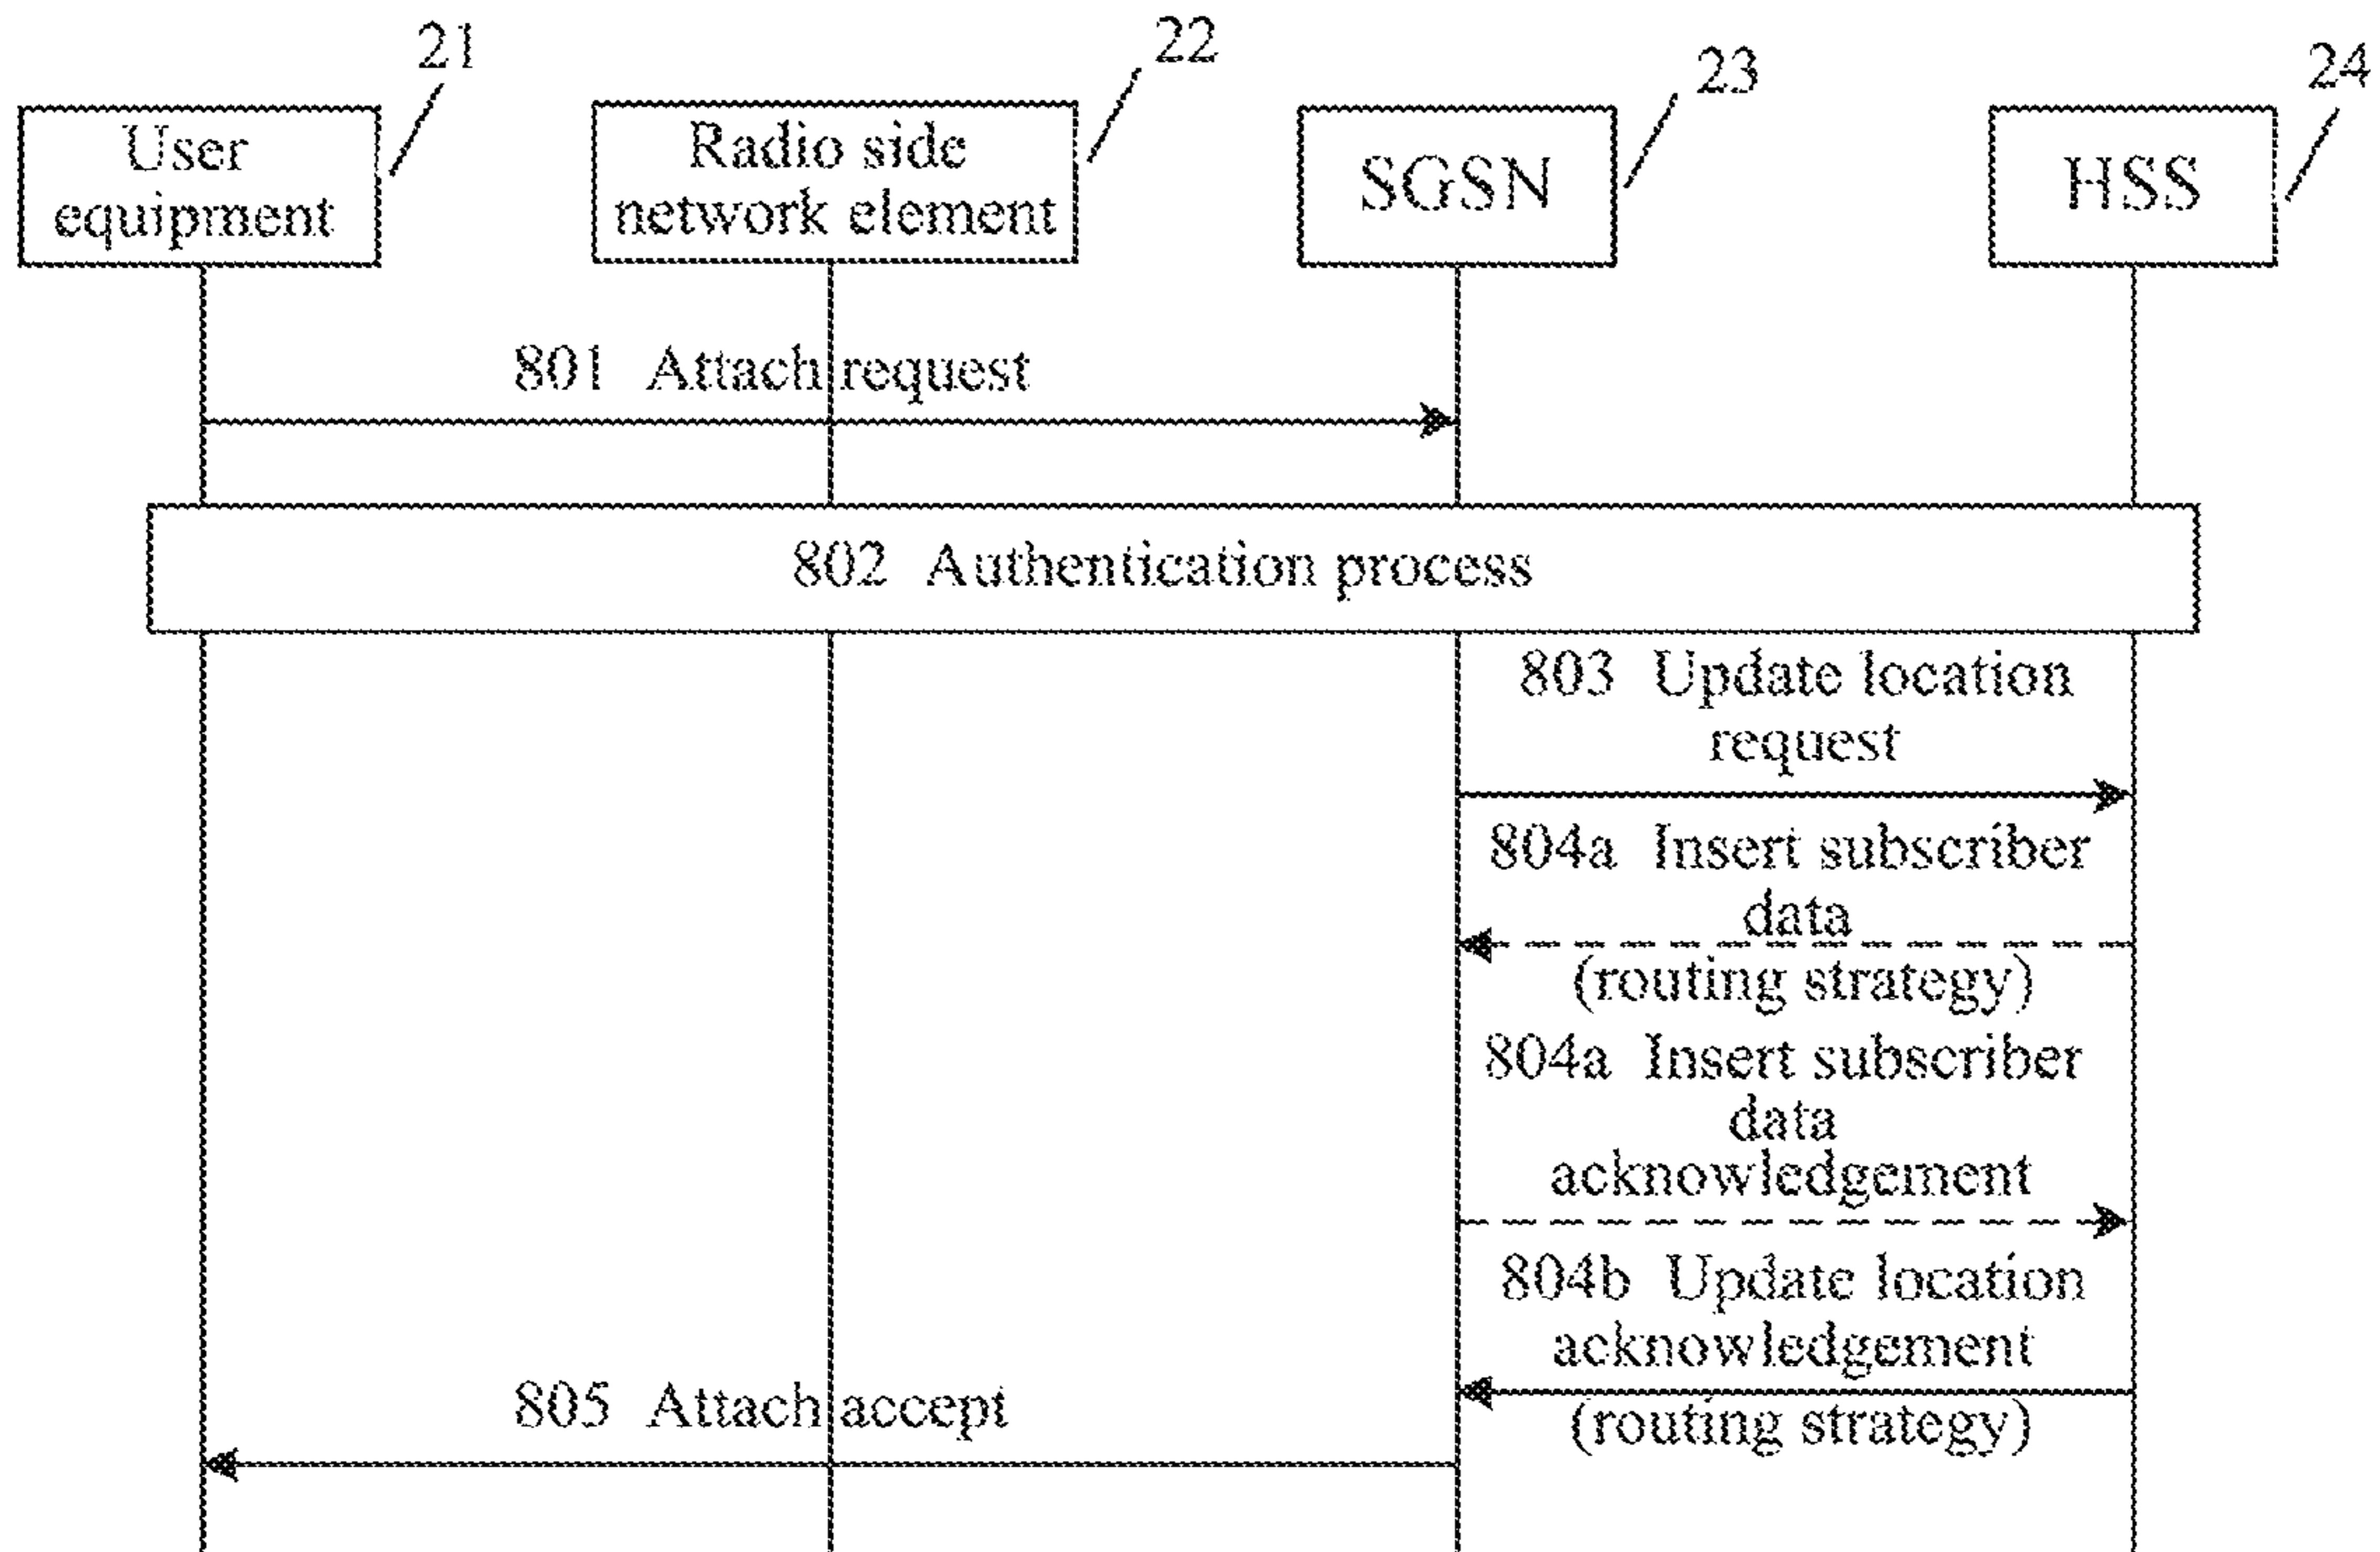 21
22
23
24
User
equipment
Radio side
network element
SGSN
HSS
801 Attach request
802 Authentication process
803 Update location
request
804a Insert subscriber
data
(routing strategy)
804a Insert subscriber
data
acknowledgement
804b Update location
acknowledgement
805 Attach accept
(routing strategy)